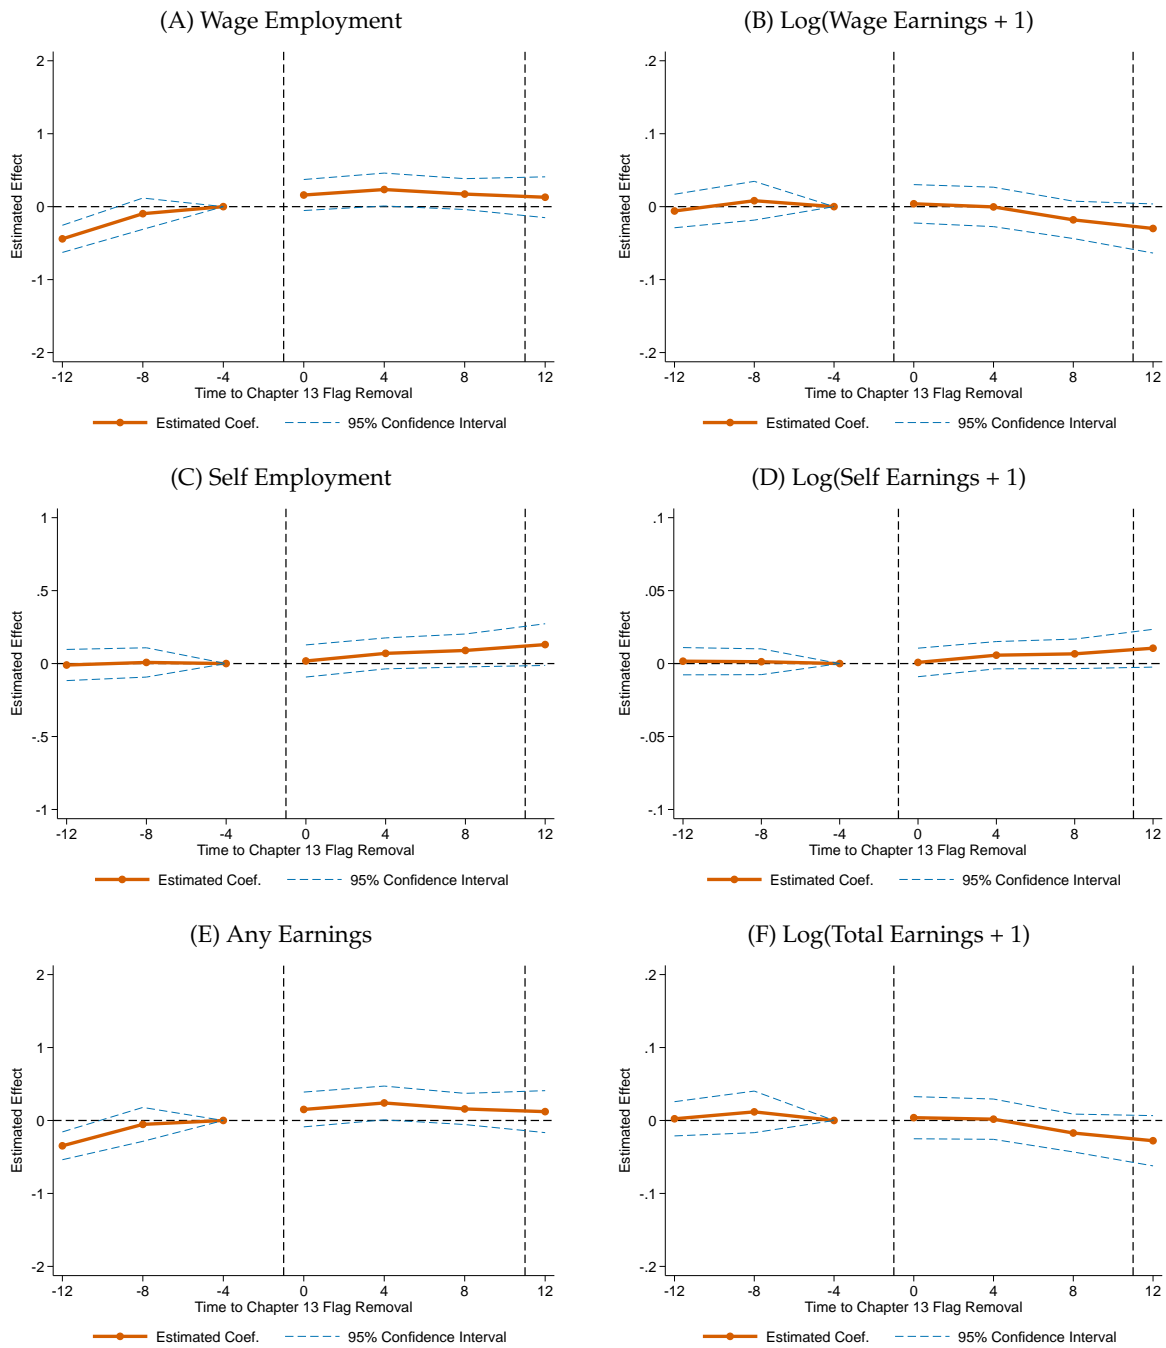 (A) Wage Employment
Estimated Effect
2
1
0
-1
-2
-12 -8 -4 0 4 8 12
Time to Chapter 13 Flag Removal
Estimated Coef. 95% Confidence Interval
(B) Log(Wage Earnings + 1)
Estimated Effect
.2
.1
0
-.1
-.2
-12 -8 -4 0 4 8 12
Time to Chapter 13 Flag Removal
Estimated Coef. 95% Confidence Interval
(C) Self Employment
Estimated Effect
1
.5
0
-.5
-1
-12 -8 -4 0 4 8 12
Time to Chapter 13 Flag Removal
Estimated Coef. 95% Confidence Interval
(D) Log(Self Earnings + 1)
Estimated Effect
.1
.05
0
-.05
-.1
-12 -8 -4 0 4 8 12
Time to Chapter 13 Flag Removal
Estimated Coef. 95% Confidence Interval
(E) Any Earnings
Estimated Effect
2
1
0
-1
-2
-12 -8 -4 0 4 8 12
Time to Chapter 13 Flag Removal
Estimated Coef. 95% Confidence Interval
(F) Log(Total Earnings + 1)
Estimated Effect
.2
.1
0
-.1
-.2
-12 -8 -4 0 4 8 12
Time to Chapter 13 Flag Removal
Estimated Coef. 95% Confidence Interval